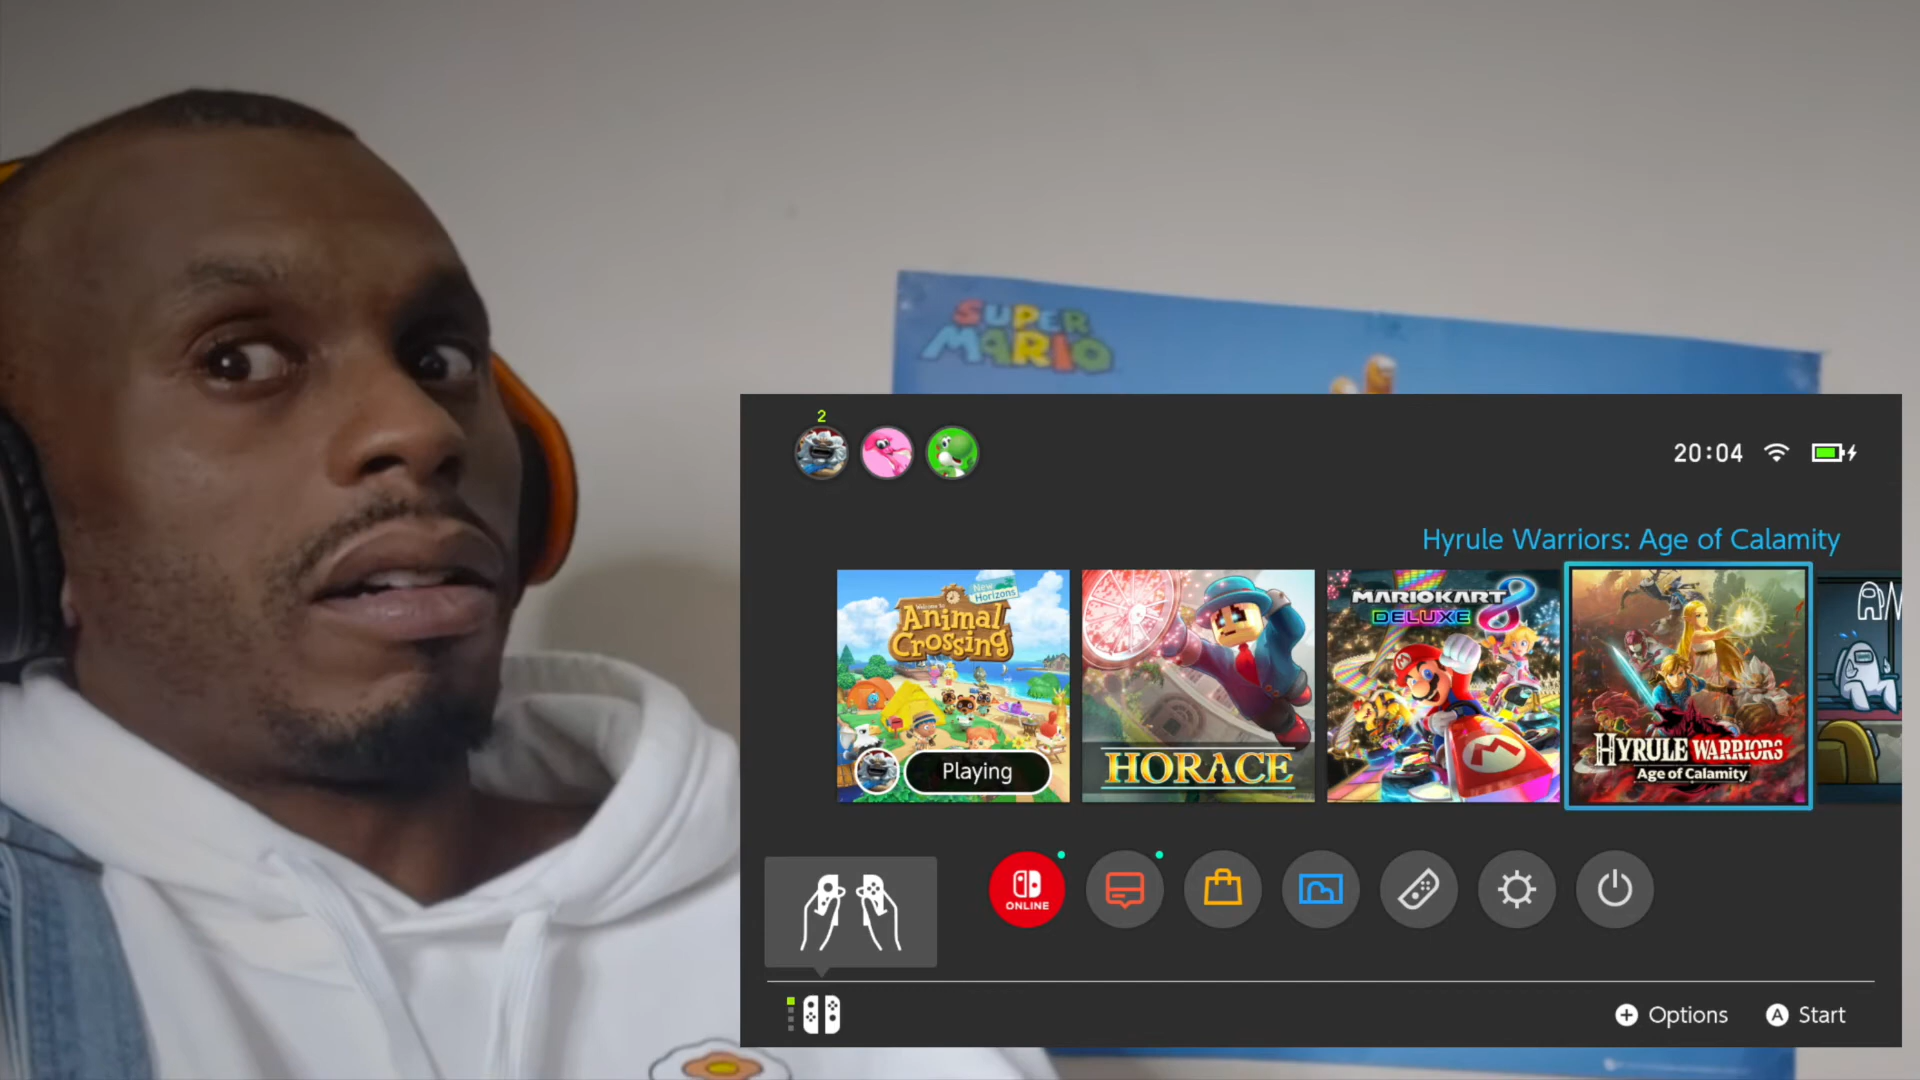 SUPER
MARIO
2
20:04
Hyrule Warriors: Age of Calamity
Welcome to
Animal
Crossing
New
Horizons
Playing
HORACE
MARIOKART
DELUXE 8
HYRULE WARRIORS
Age of Calamity
ONLINE
Options
A Start